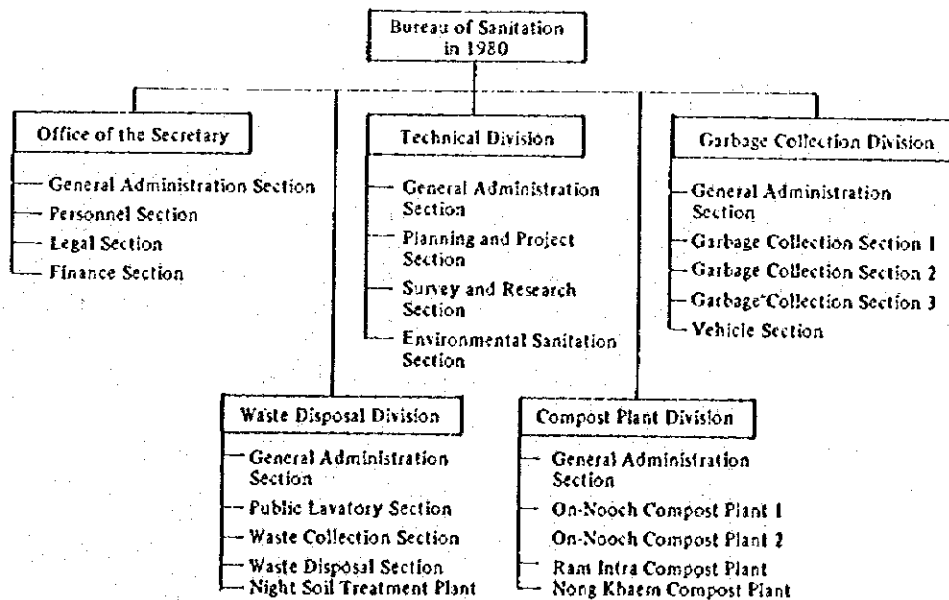 Bureau of Sanitation
in 1980
Office of the Secretary
General Administration Section
Personnel Section
Legal Section
Finance Section
Technical Division
General Administration
Section
Planning and Project
Section
Survey and Research
Section
Environmental Sanitation
Section
Garbage Collection Division
General Administration
Section
Garbage Collection Section 1
Garbage Collection Section 2
Garbage Collection Section 3
Vehicle Section
Waste Disposal Division
General Administration
Section
Public Lavatory Section
Waste Collection Section
Waste Disposal Section
Night Soil Treatment Plant
Compost Plant Division
General Administration
Section
On-Nooch Compost Plant 1
On-Nooch Compost Plant 2
Ram Intra Compost Plant
Nong Khaem Compost Plant